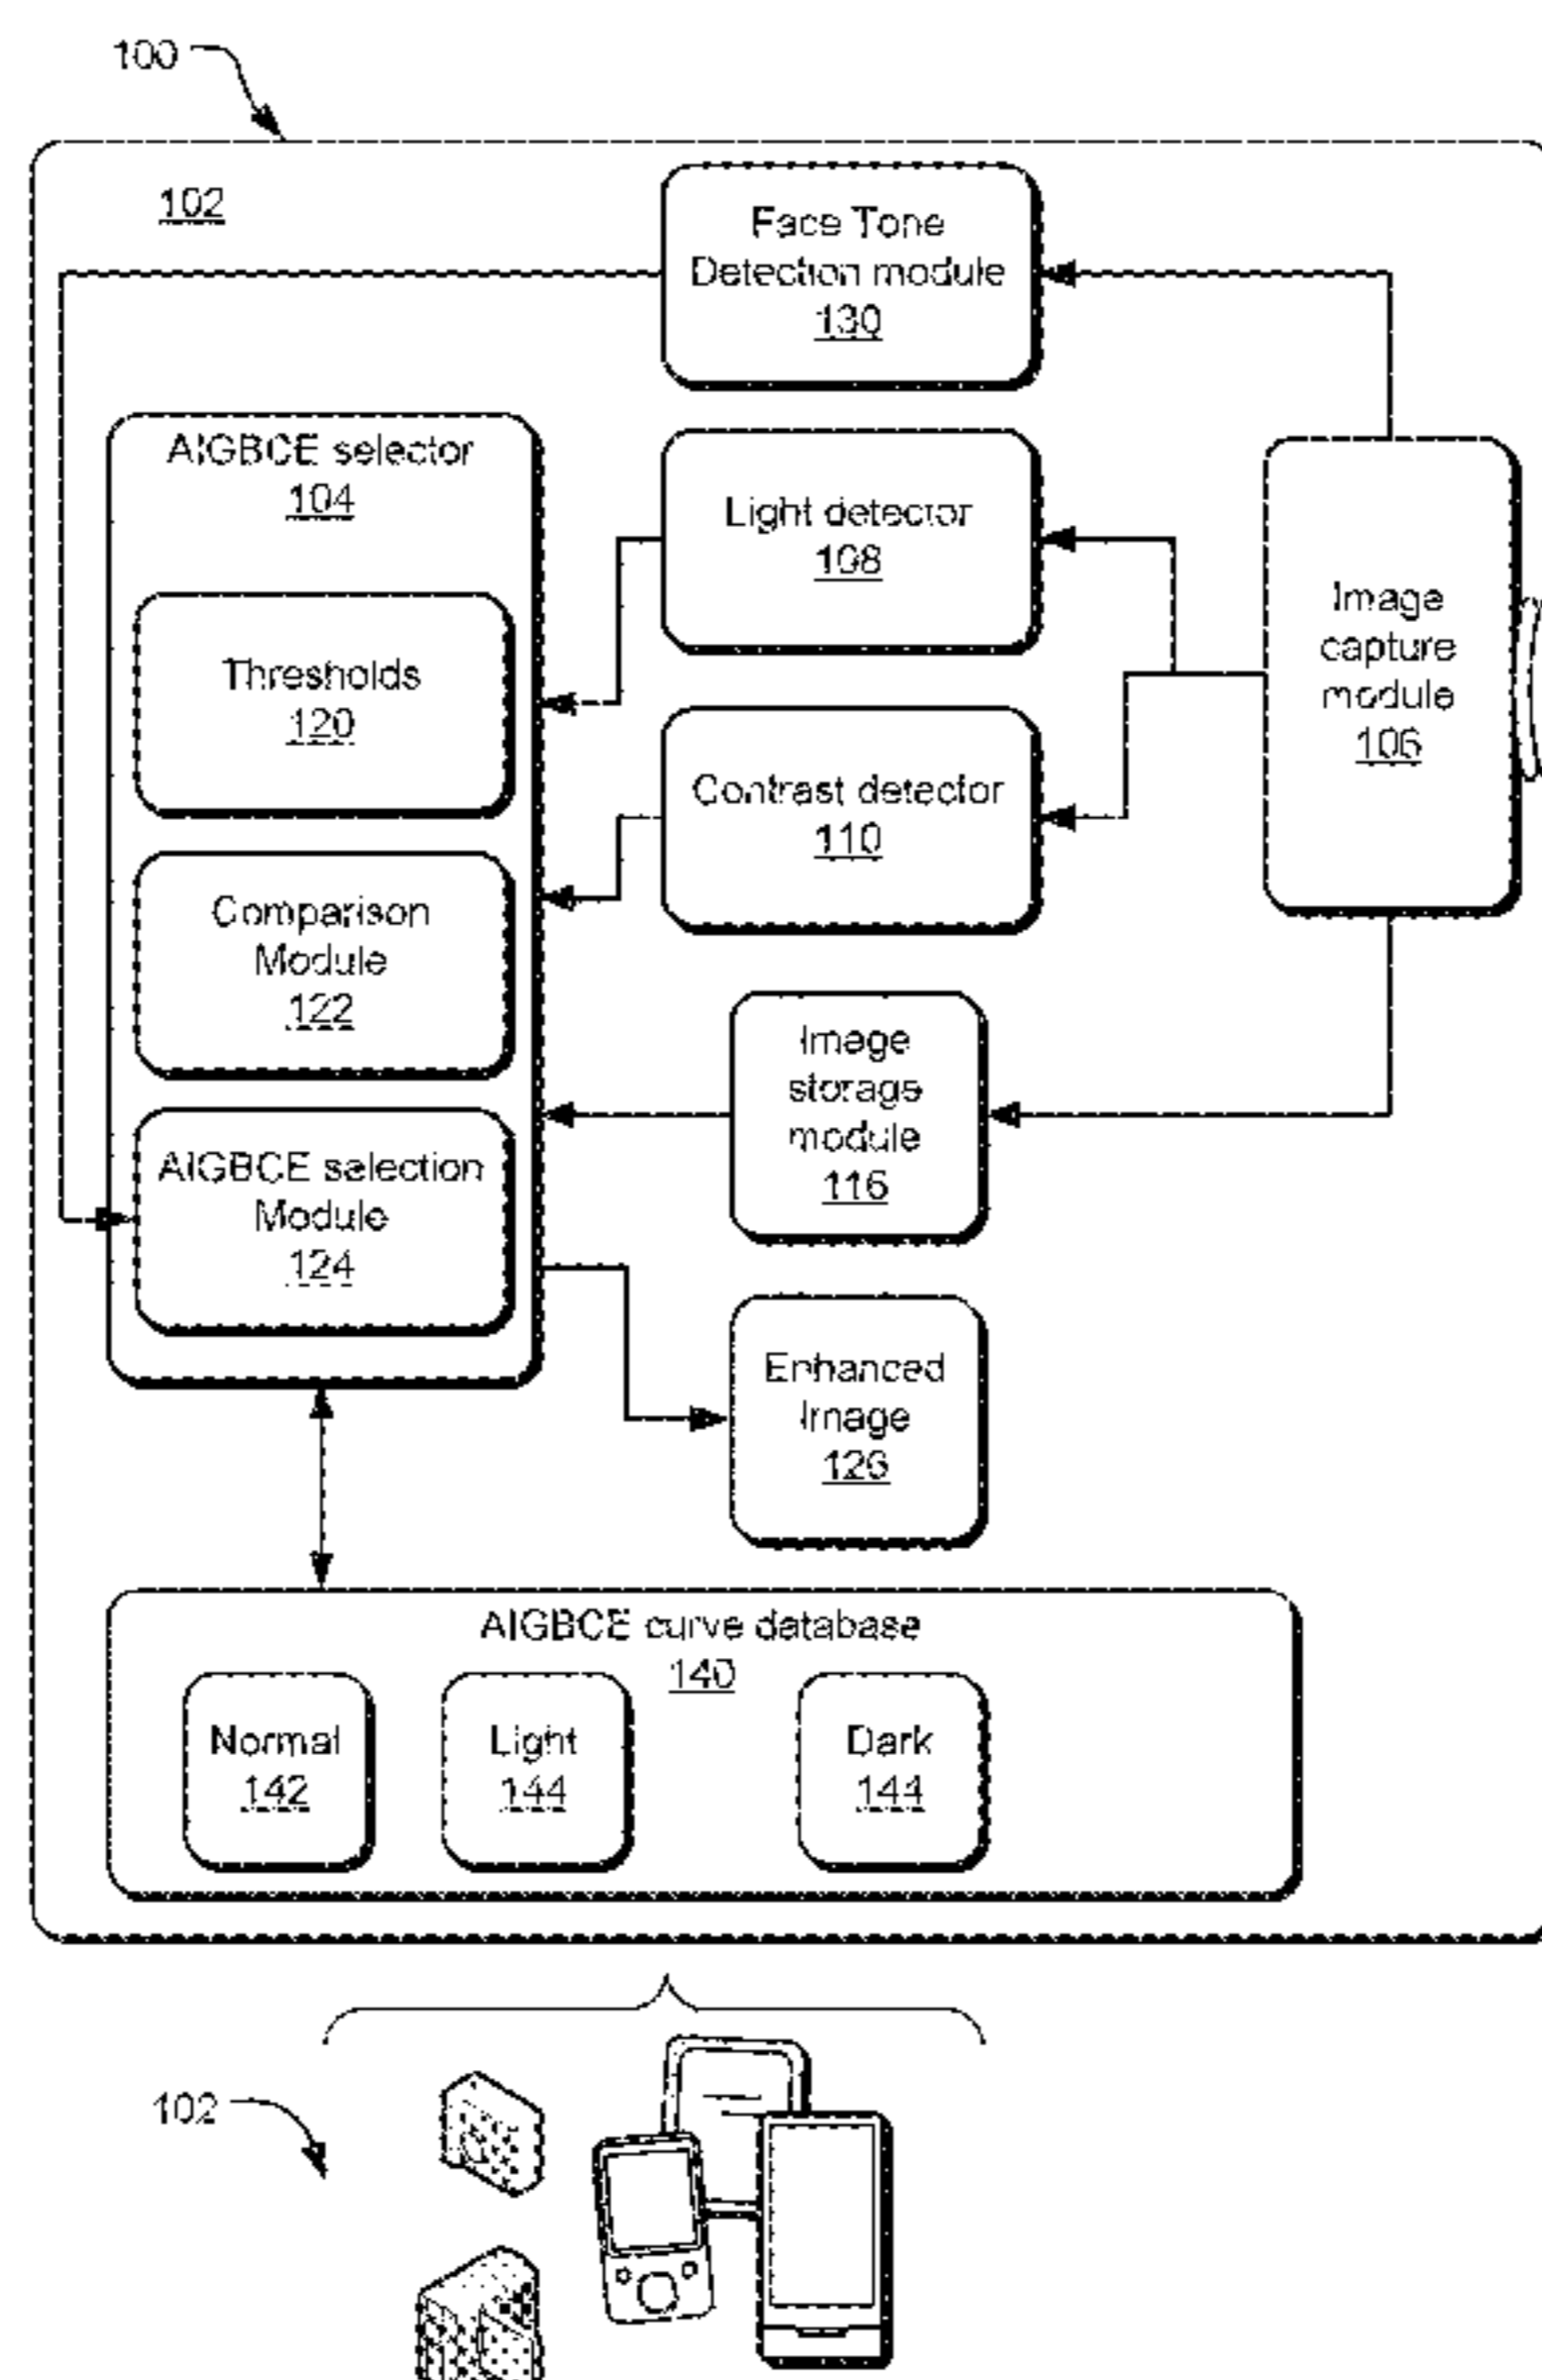 100
102
Face Tone
Detection module
130
AIGBCE selector
104
Light detector
108
Image
capture
module
106
Thresholds
120
Contrast detector
110
Comparison
Module
122
Image
storage
module
116
AIGBCE selection
Module
124
Enhanced
Image
126
AIGBCE curve database
140
Normal
142
Light
144
Dark
144
102